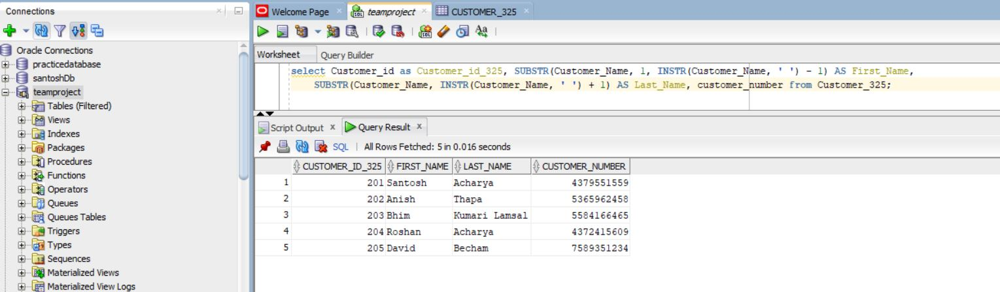 Connections
Welcome Page
teamproject
CUSTOMER_325
Oracle Connections
practicedatabase
santoshDb
teamproject
Tables (Filtered)
Views
Indexes
Packages
Procedures
Functions
Operators
Queues
Queues Tables
Triggers
Types
Sequences
Materialized Views
Materialized View Logs
Worksheet Query Builder
select Customer_id as Customer_id_325, SUBSTR(Customer_Name, 1, INSTR(Customer_Name, ' ') - 1) AS First_Name,
SUBSTR(Customer_Name, INSTR(Customer_Name, ' ') + 1) AS Last_Name, customer_number from Customer_325;
Script Output x Query Result x
SQL All Rows Fetched: 5 in 0.016 seconds
CUSTOMER_ID_325 FIRST_NAME LAST_NAME CUSTOMER_NUMBER
1 201 Santosh Acharya 4379551559
2 202 Anish Thapa 5365962458
3 203 Bhim Kumari Lamsal 5584166465
4 204 Roshan Acharya 4372415609
5 205 David Becham 7589351234